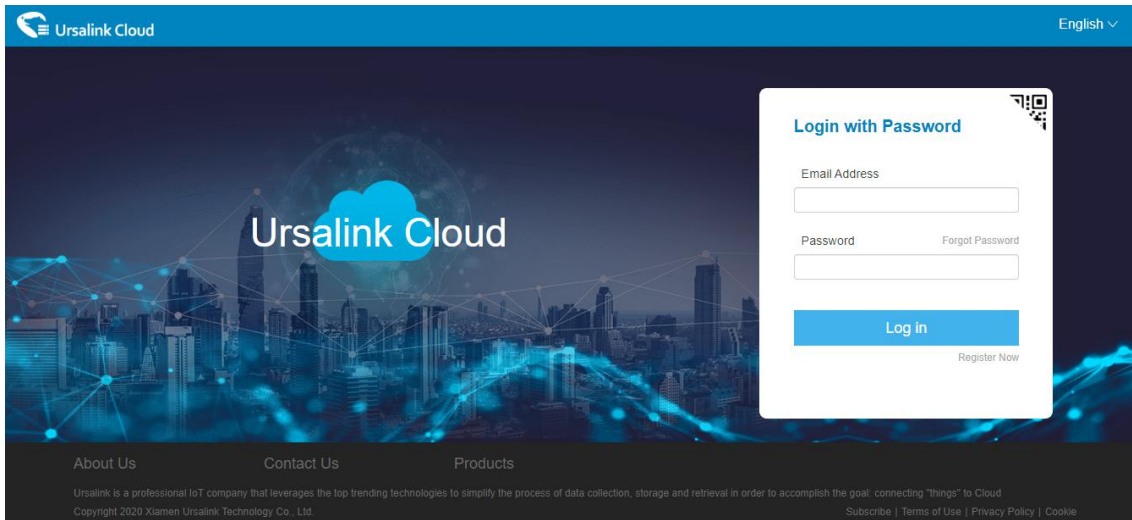 Ursalink Cloud
English
Login with Password
Email Address
Ursalink Cloud
Password Forgot Password
Log in
Register Now
About Us Contact Us Products
Ursalink is a professional IoT company that leverages the top trending technologies to simplify the process of data collection, storage and retrieval in order to accomplish the goal: connecting "things" to Cloud
Copyright 2020 Xiamen Ursalink Technology Co., Ltd. Subscribe | Terms of Use | Privacy Policy | Cookie